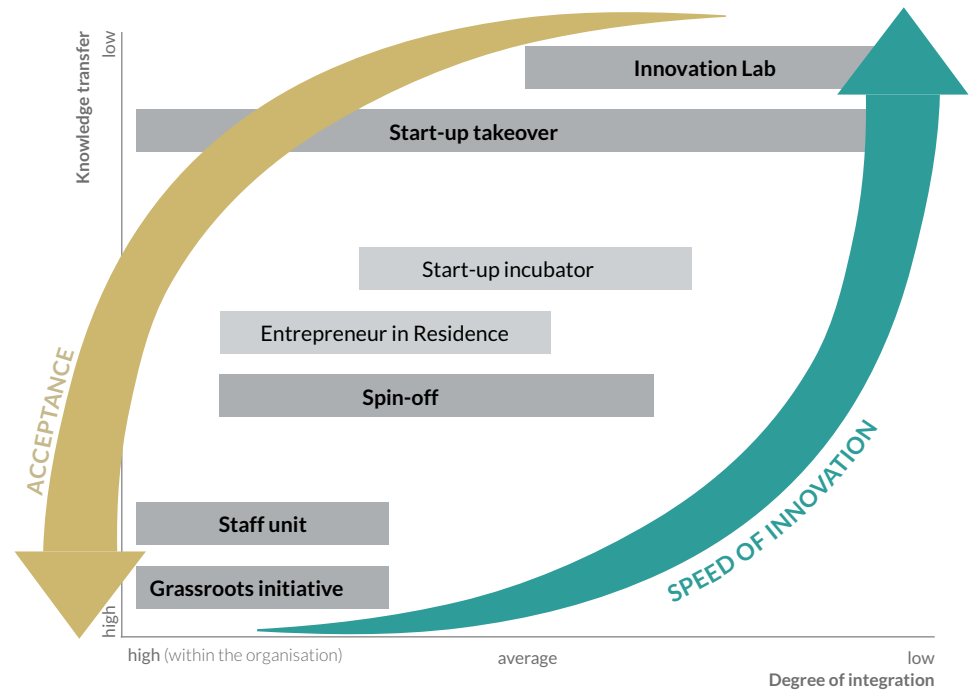 Knowledge transfer
low
Innovation Lab
Start-up takeover
Start-up incubator
Entrepreneur in Residence
Spin-off
ACCEPTANCE
SPEED OF INNOVATION
Staff unit
Grassroots initiative
high
high (within the organisation)
average
low
Degree of integration